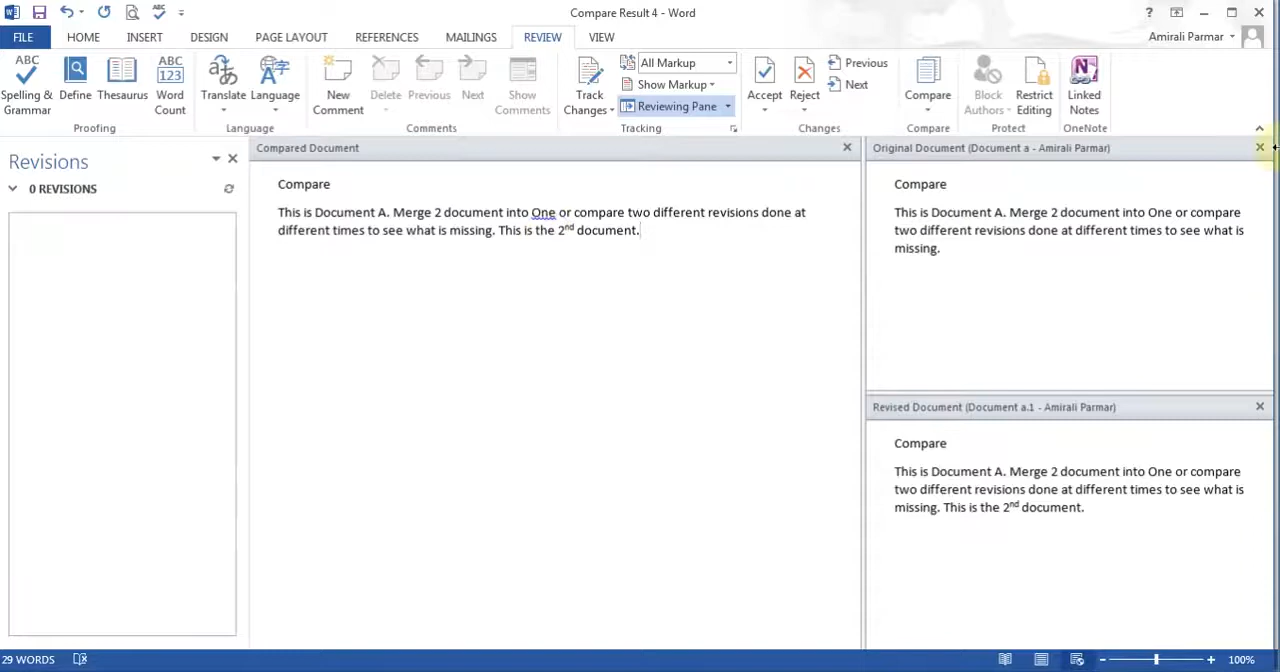 Compare Result 4 - Word
?
Amirali Parmar
FILE HOME INSERT DESIGN PAGE LAYOUT REFERENCES MAILINGS REVIEW VIEW
ABC
Spelling &
Grammar
Define
Thesaurus
ABC
123
Word
Count
Proofing
Translate
Language
Language
New
Comment
Delete
Previous
Next
Show
Comments
Comments
Track
Changes
All Markup
Show Markup
Reviewing Pane
Tracking
Accept
Reject
Previous
Next
Changes
Compare
Compare
Block
Authors
Restrict
Editing
Protect
Linked
Notes
OneNote
Revisions
0 REVISIONS
Compared Document
Compare
This is Document A. Merge 2 document into One or compare two different revisions done at
different times to see what is missing. This is the 2nd document.
Original Document (Document a - Amirali Parmar)
Compare
This is Document A. Merge 2 document into One or compare
two different revisions done at different times to see what is
missing.
Revised Document (Document a.1 - Amirali Parmar)
Compare
This is Document A. Merge 2 document into One or compare
two different revisions done at different times to see what is
missing. This is the 2nd document.
29 WORDS
100%